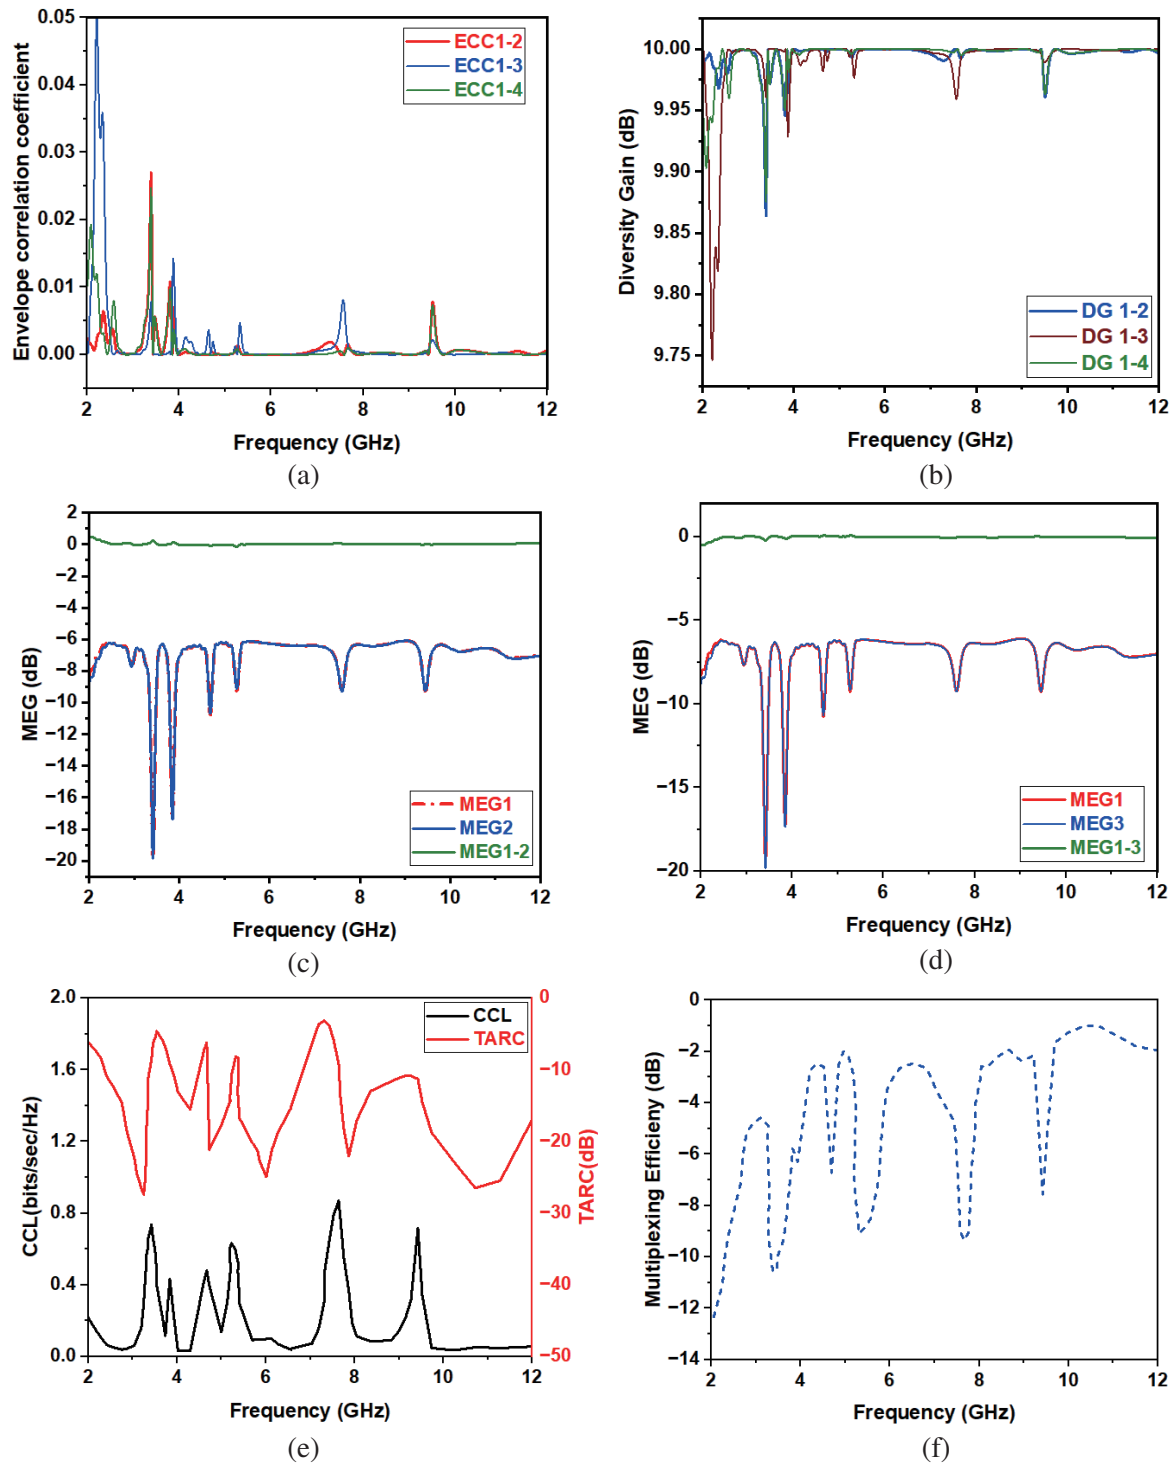 0.05
0.04
0.03
0.02
0.01
0.00
Envelope correlation coefficient
ECC1-2
ECC1-3
ECC1-4
2 4 6 8 10 12
Frequency (GHz)
(a)
10.00
9.95
9.90
9.85
9.80
9.75
Diversity Gain (dB)
DG 1-2
DG 1-3
DG 1-4
2 4 6 8 10 12
Frequency (GHz)
(b)
2
0
−2
−4
−6
−8
−10
−12
−14
−16
−18
−20
MEG (dB)
MEG1
MEG2
MEG1-2
2 4 6 8 10 12
Frequency (GHz)
(c)
0
−5
−10
−15
−20
MEG (dB)
MEG1
MEG3
MEG1-3
2 4 6 8 10 12
Frequency (GHz)
(d)
2.0
1.6
1.2
0.8
0.4
0.0
CCL(bits/sec/Hz)
CCL
TARC
0
−10
−20
−30
−40
−50
TARC(dB)
2 4 6 8 10 12
Frequency (GHz)
(e)
0
−2
−4
−6
−8
−10
−12
−14
Multiplexing Efficieny (dB)
2 4 6 8 10 12
Frequency (GHz)
(f)